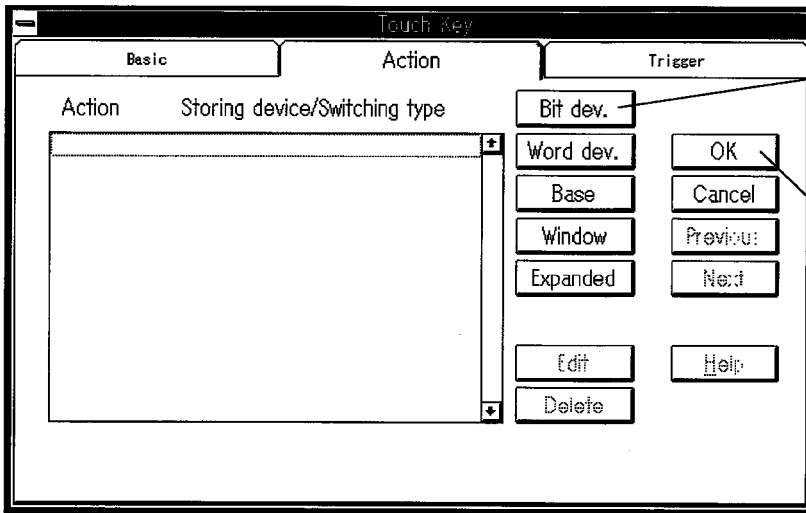 Touch Key
Basic Action Trigger
Action Storing device/Switching type
Bit dev.
Word dev. OK
Base Cancel
Window Previous
Expanded Next
Edit Help
Delete